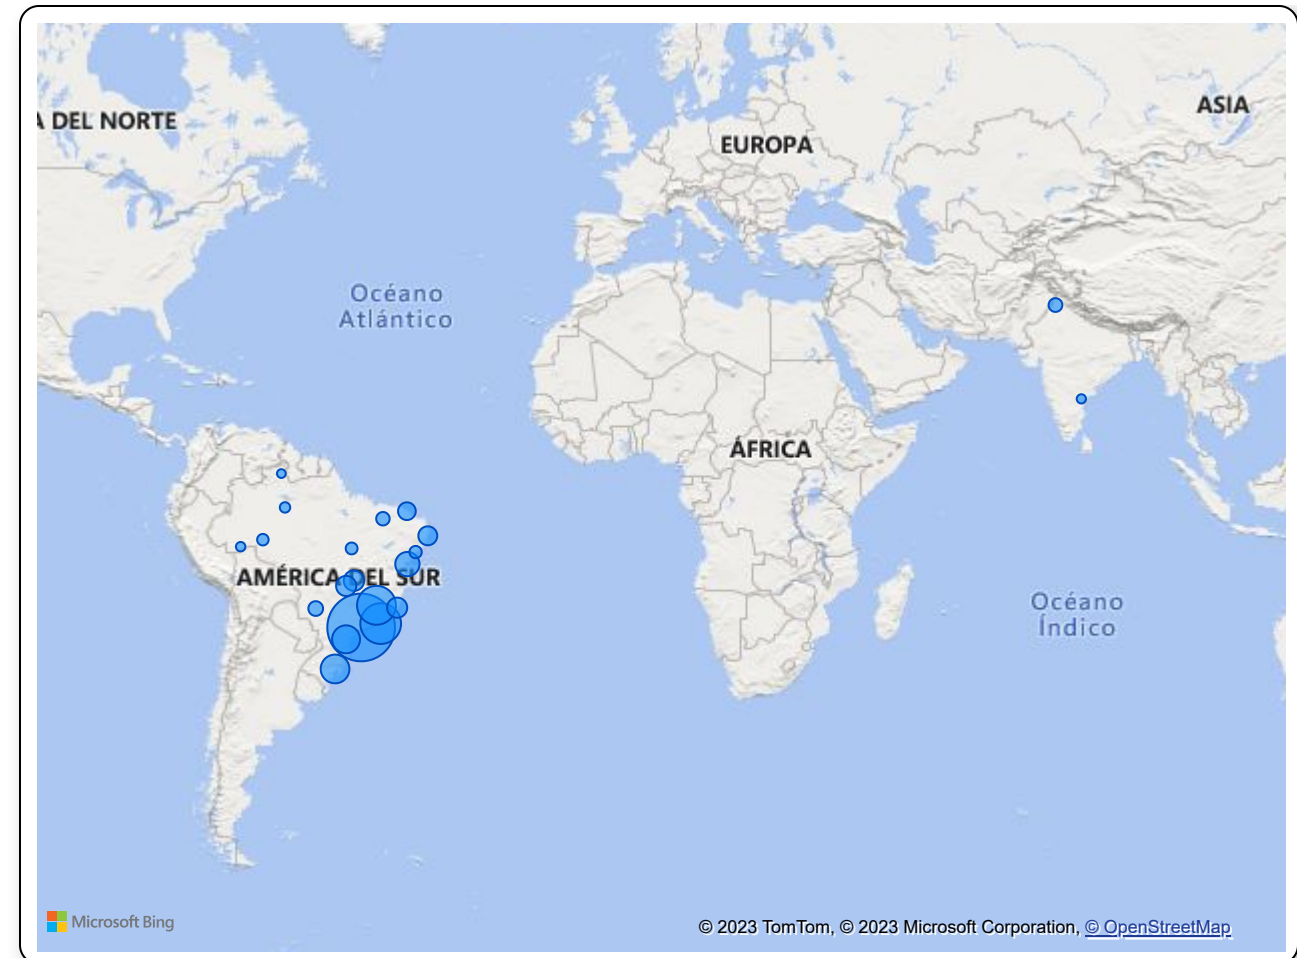 A DEL NORTE
ASIA
EUROPA
Océano
Atlántico
ÁFRICA
AMÉRICA DEL SUR
Océano
Índico
Microsoft Bing
© 2023 TomTom, © 2023 Microsoft Corporation, © OpenStreetMap